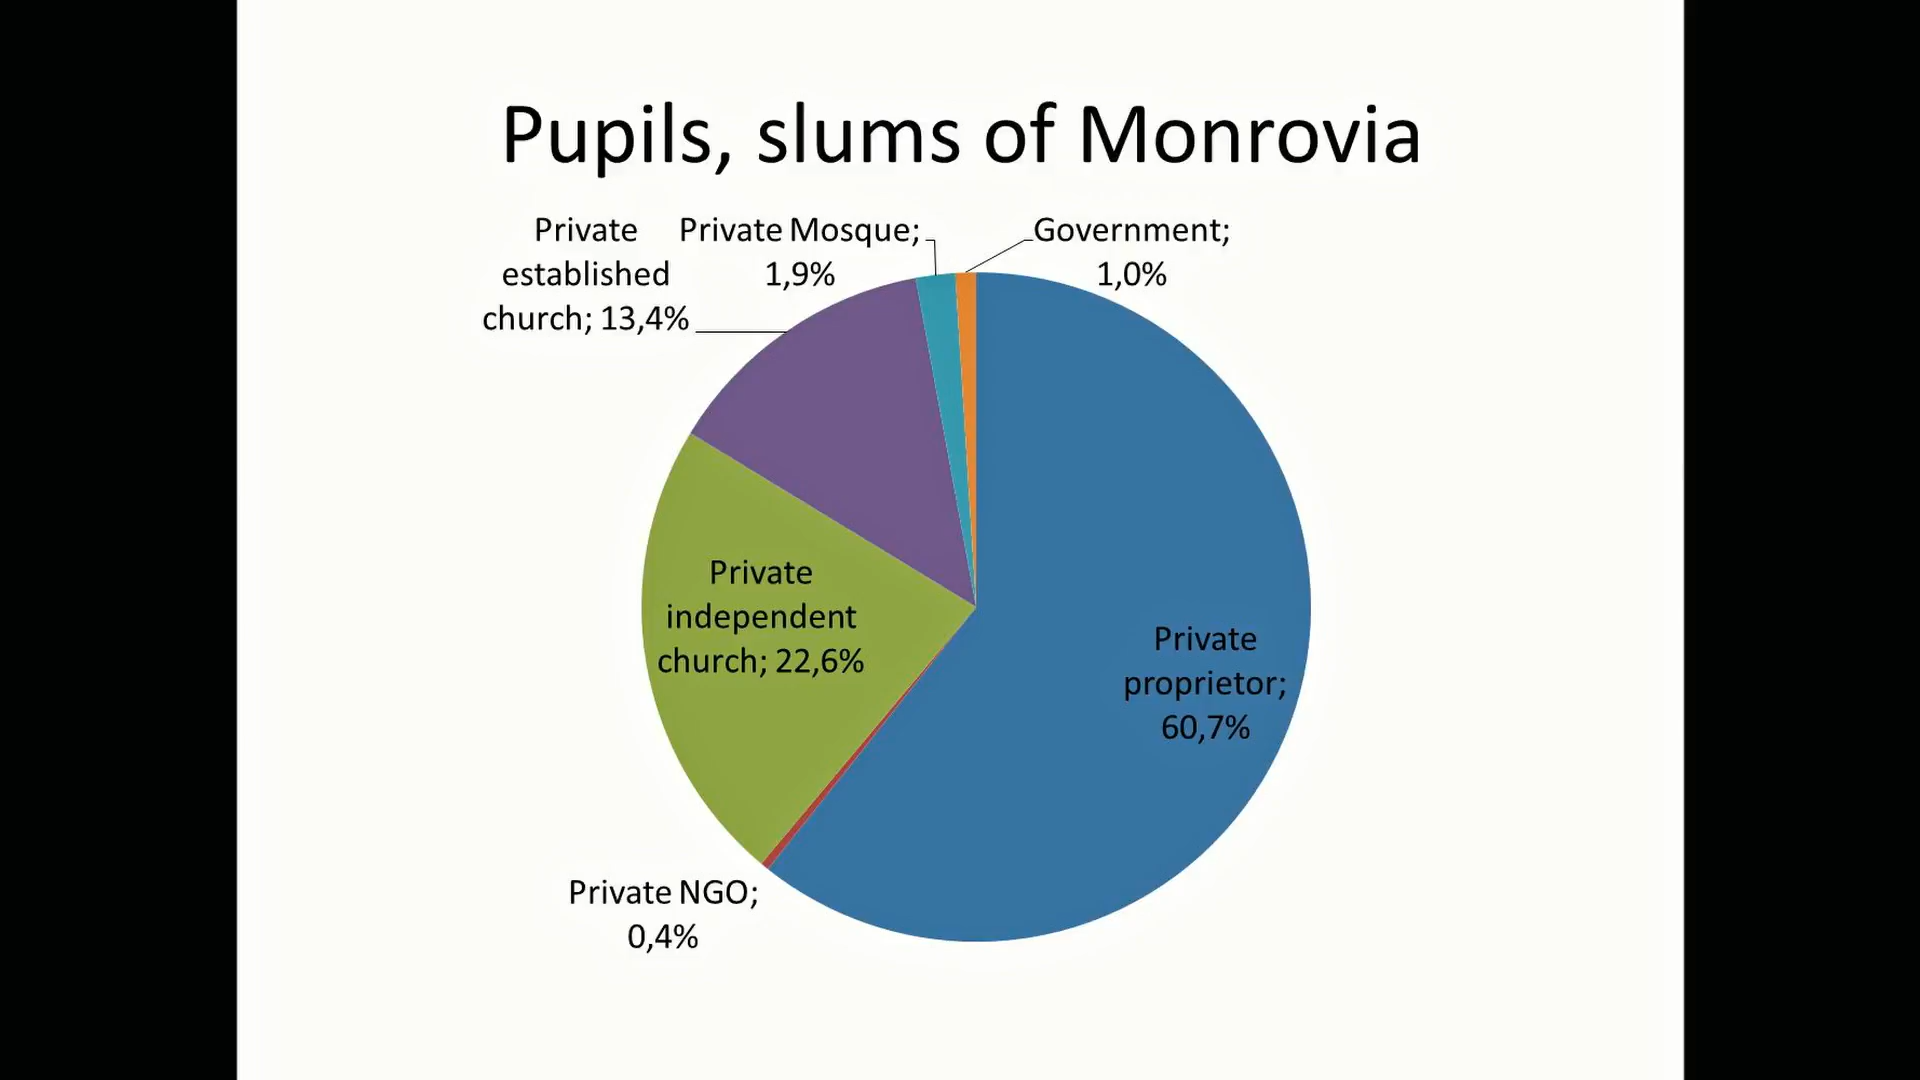 Pupils, slums of Monrovia
Private
established
church; 13,4%
Private Mosque;
1,9%
Government;
1,0%
Private
independent
church; 22,6%
Private
proprietor;
60,7%
Private NGO;
0,4%